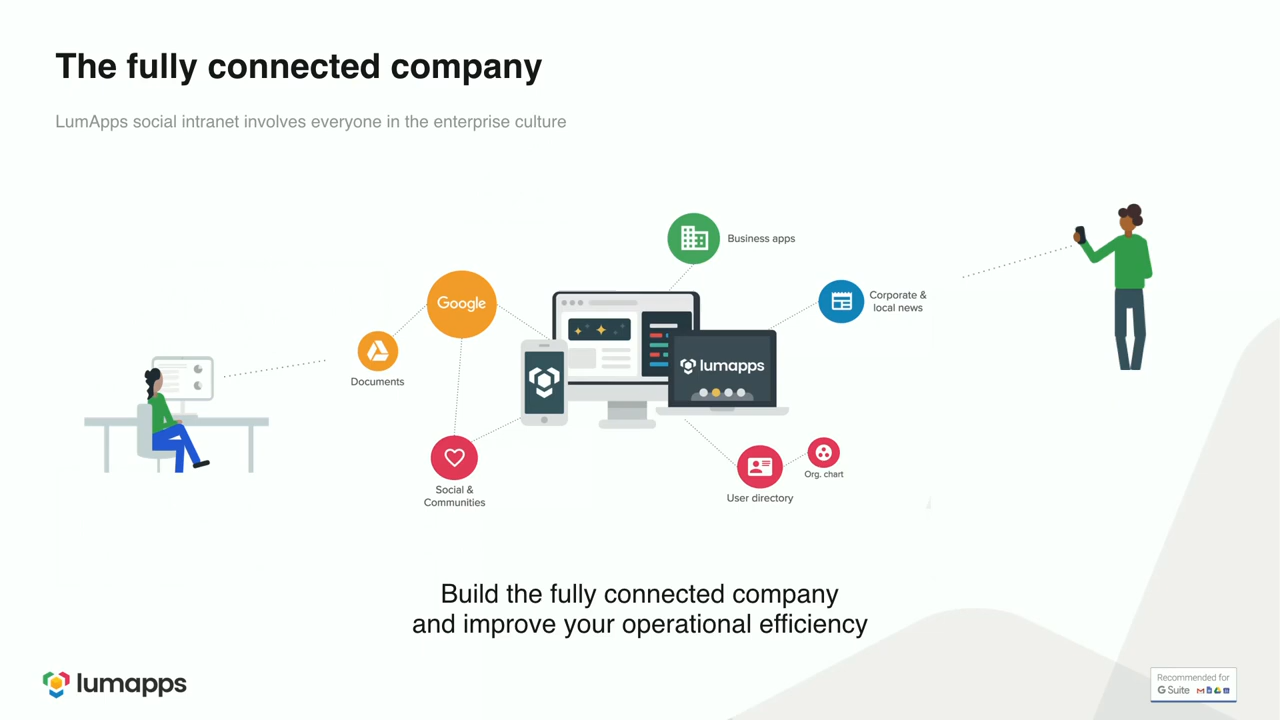 The fully connected company
LumApps social intranet involves everyone in the enterprise culture
Business apps
Google
Corporate &
local news
Documents
lumapps
Social &
Communities
User directory
Org. chart
Build the fully connected company
and improve your operational efficiency
lumapps
Recommended for
G Suite